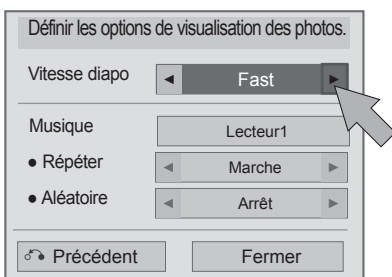 Définir les options de visualisation des photos.
Vitesse diapo ◄ Fast ►
Musique Lecteur1
● Répéter ◄ Marche ►
● Aléatoire ◄ Arrêt ►
Précédent Fermer